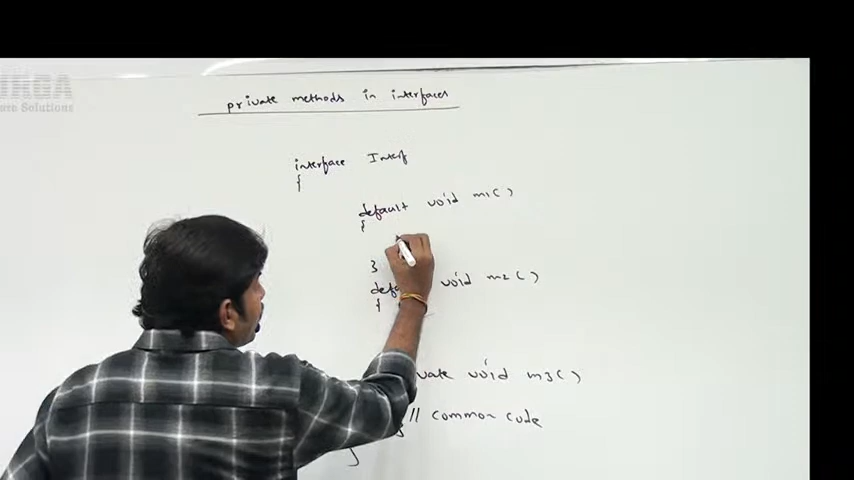 private methods in interfaces
interface Interf
{
default void m1()
{
}
void m2()
{
void m3()
// common code
}
}